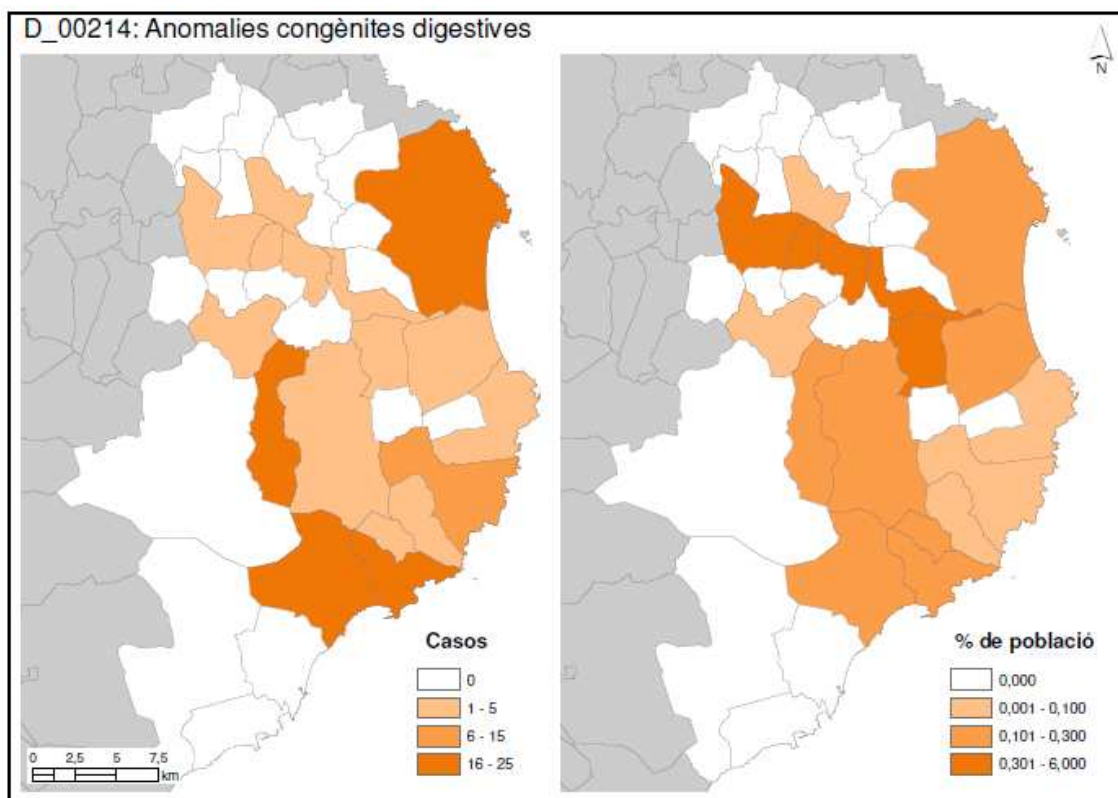 D_00214: Anomalies congènites digestives
N
Casos
0
1 - 5
6 - 15
16 - 25
0 2,5 5 7,5
km
% de població
0,000
0,001 - 0,100
0,101 - 0,300
0,301 - 6,000